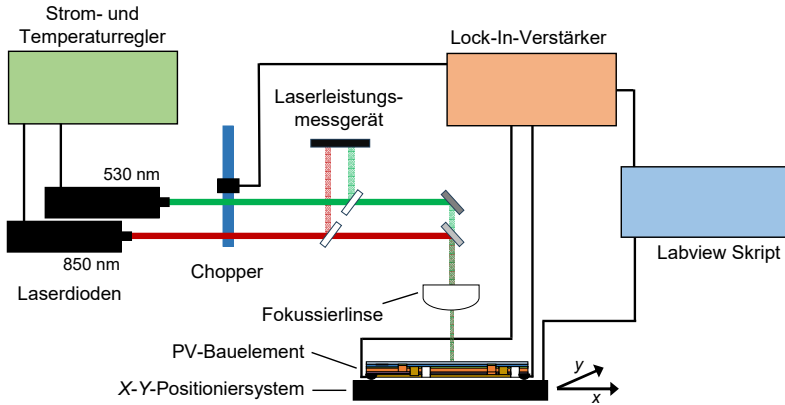 Strom- und
Temperaturregler
Lock-In-Verstärker
Laserleistungs-
messgerät
530 nm
850 nm
Laserdioden
Chopper
Labview Skript
Fokussierlinse
PV-Bauelement
X-Y-Positioniersystem
y
x